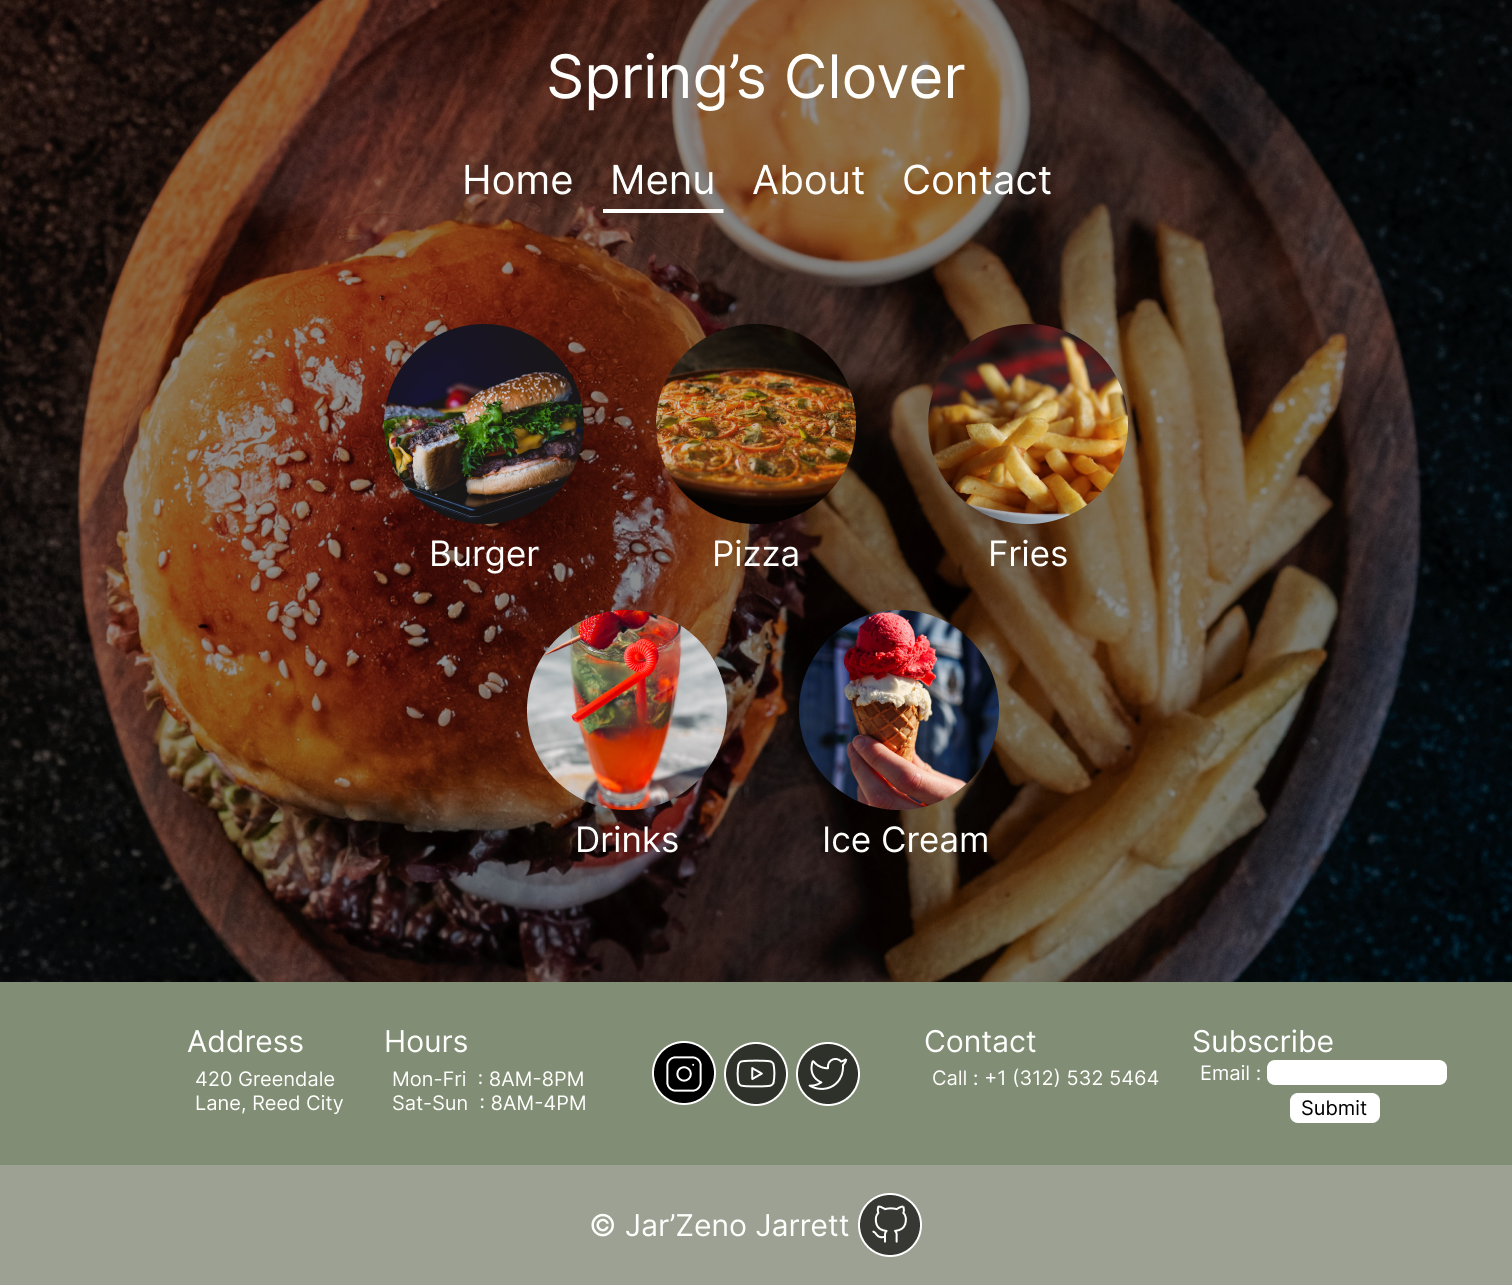 Spring’s Clover
Home Menu About Contact
Burger
Pizza
Fries
Drinks
Ice Cream
Address
420 Greendale
Lane, Reed City
Hours
Mon-Fri : 8AM-8PM
Sat-Sun : 8AM-4PM
Contact
Call : +1 (312) 532 5464
Subscribe
Email :
Submit
© Jar’Zeno Jarrett